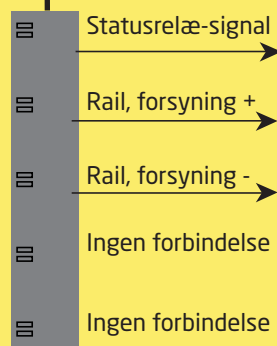 Statusrelæ-signal
Rail, forsyning +
Rail, forsyning -
Ingen forbindelse
Ingen forbindelse